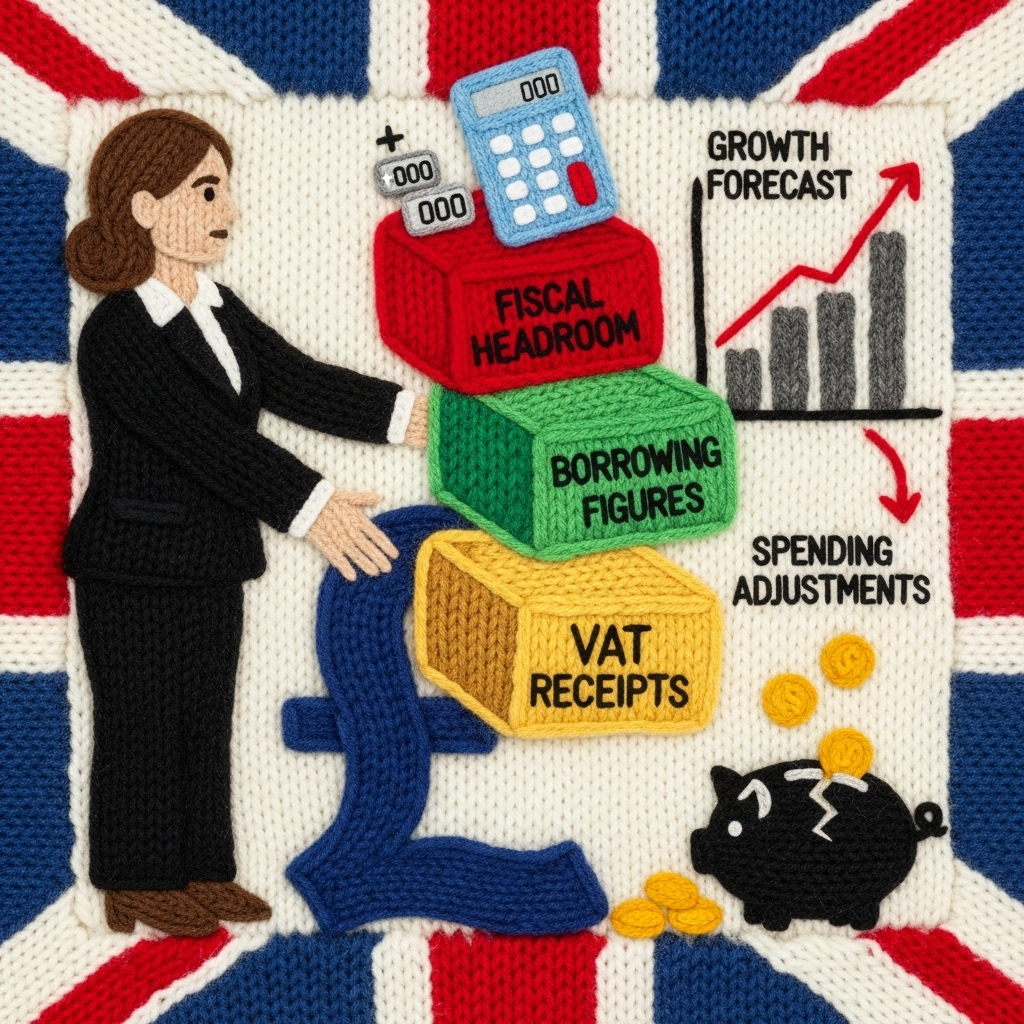 000
+
+000
000
GROWTH
FORECAST
FISCAL
HEADROOM
BORROWING
FIGURES
SPENDING
ADJUSTMENTS
VAT
RECEIPTS
£